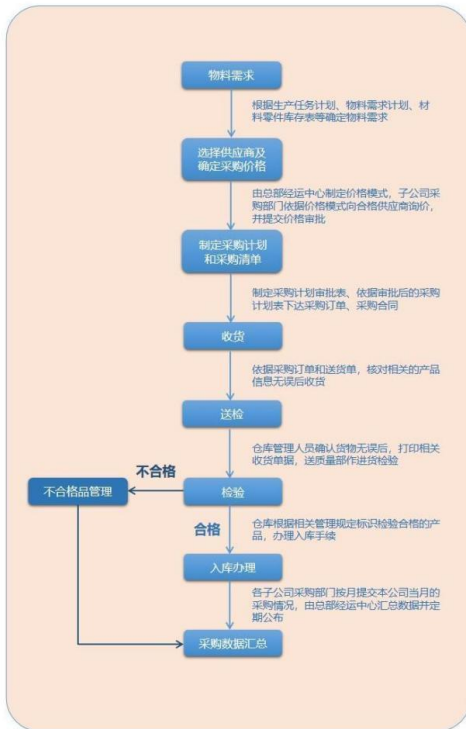 物料需求
根据生产任务计划、物料需求计划、材
料零件库存表等确定物料需求
选择供应商及
确定采购价格
由总部经运中心制定价格模式，子公司
采购部门依据价格模式向合格供应商询价，
并提交价格审批
制定采购计划
和采购清单
制定采购计划审批表、依据审批后的采购
计划表下达采购订单、采购合同
收货
依据采购订单和送货单，核对相关的产品
信息无误后收货
送检
仓库管理人员确认货物无误后，打印相关
收货单据，送质量部作进货检验
不合格
不合格品管理
检验
合格
仓库根据相关管理规定标识检验合格的产
品，办理入库手续
入库办理
各子公司采购部门按月提交本公司当月的
采购情况，由总部经运中心汇总数据并定
期公布
采购数据汇总